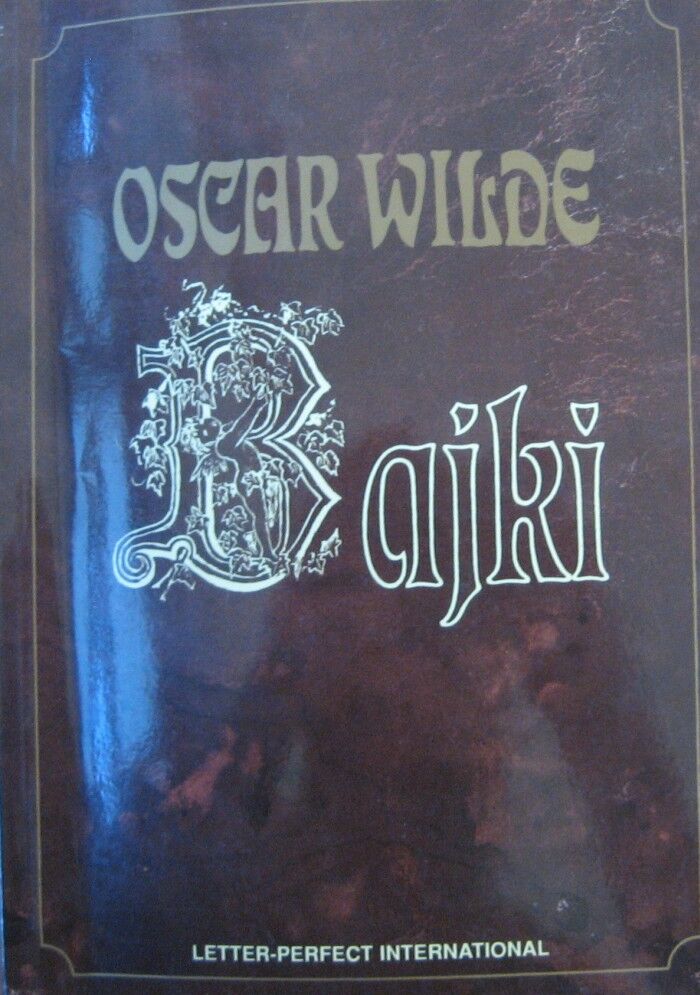 OSCAR WILDE
Bajki
LETTER-PERFECT INTERNATIONAL